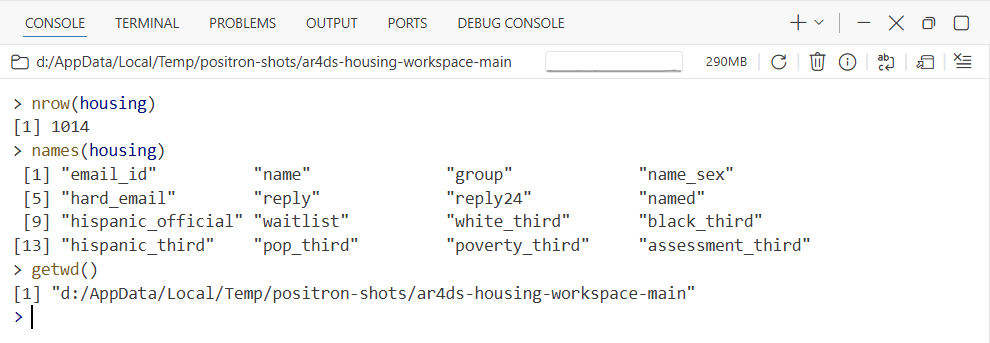 CONSOLE TERMINAL PROBLEMS OUTPUT PORTS DEBUG CONSOLE
d:/AppData/Local/Temp/positron-shots/ar4ds-housing-workspace-main 290MB ab c
> nrow(housing)
[1] 1014
> names(housing)
 [1] "email_id"         "name"             "group"            "name_sex"
 [5] "hard_email"       "reply"            "reply24"          "named"
 [9] "hispanic_official" "waitlist"         "white_third"      "black_third"
[13] "hispanic_third"   "pop_third"        "poverty_third"    "assessment_third"
> getwd()
[1] "d:/AppData/Local/Temp/positron-shots/ar4ds-housing-workspace-main"
>